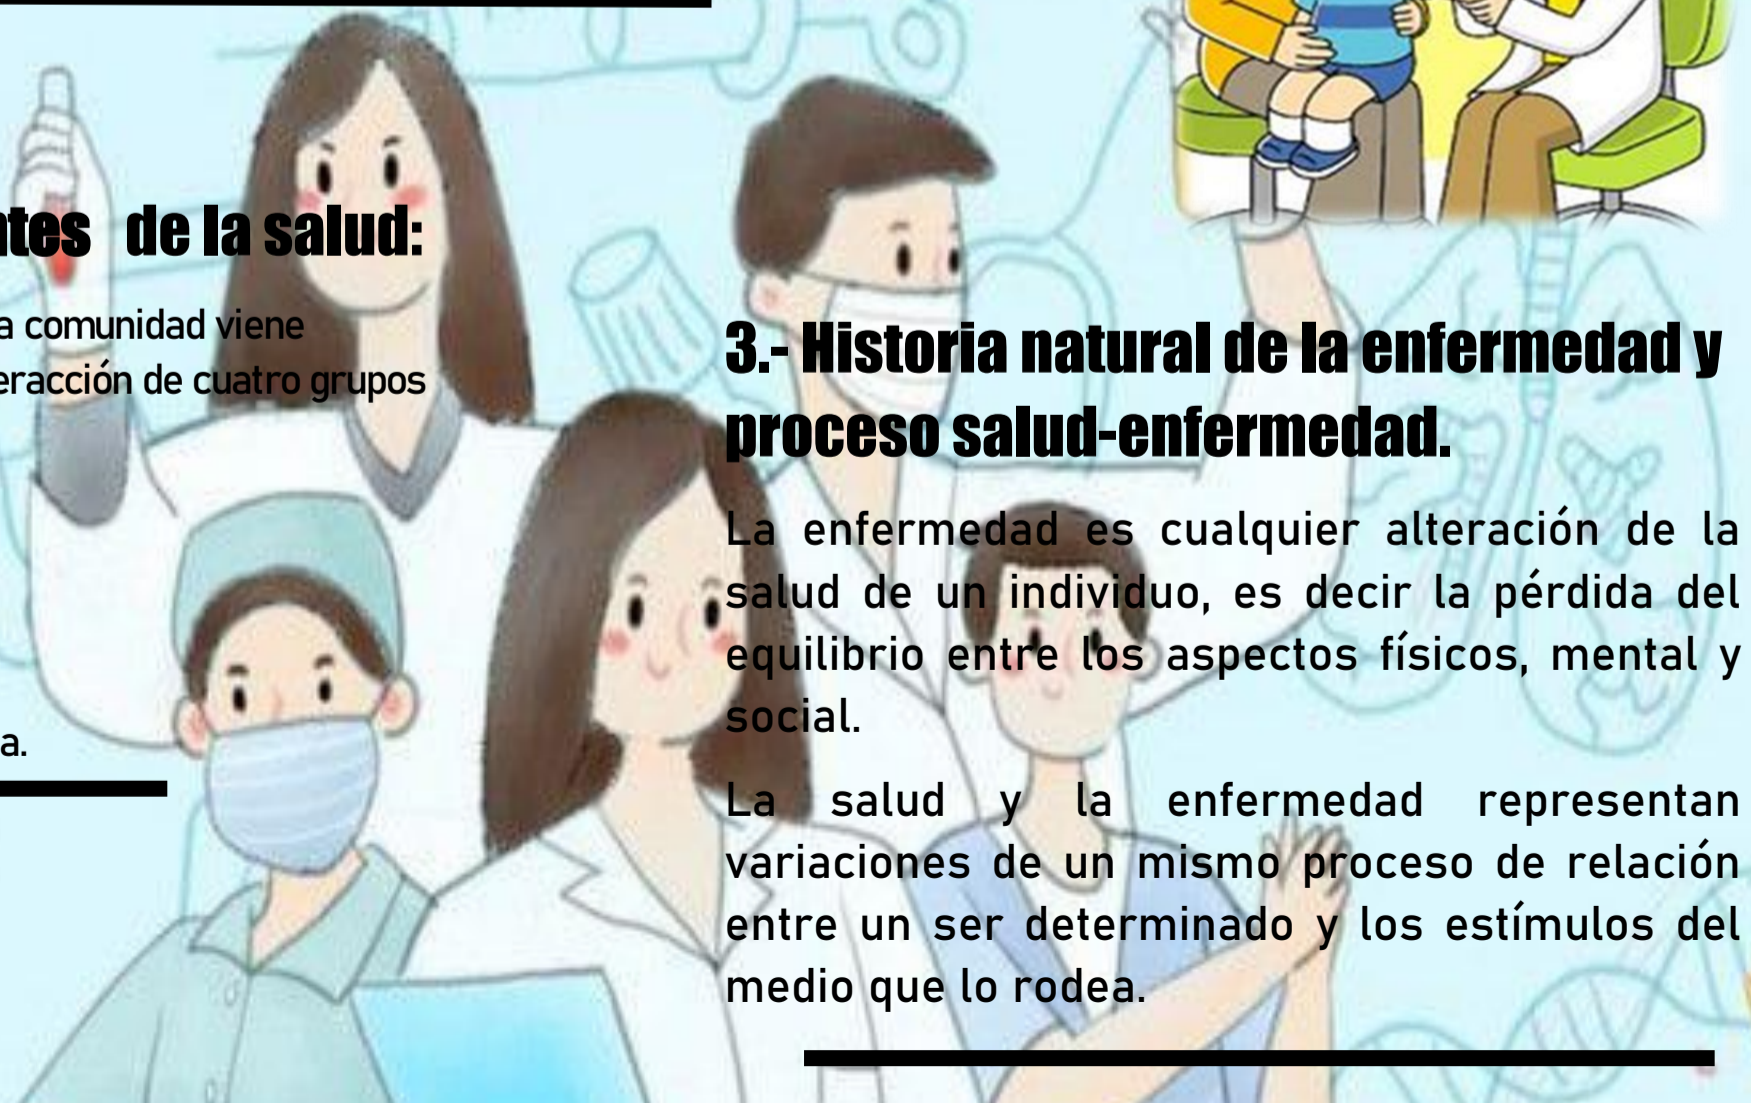 de la salud:
comunidad viene
de cuatro grupos
a.
3.- Historia natural de la enfermedad y
proceso salud-enfermedad.
La enfermedad es cualquier alteración de la
salud de un individuo, es decir la pérdida del
equilibrio entre los aspectos físicos, mental y
social.
La salud y la enfermedad representan
variaciones de un mismo proceso de relación
entre un ser determinado y los estímulos del
medio que lo rodea.